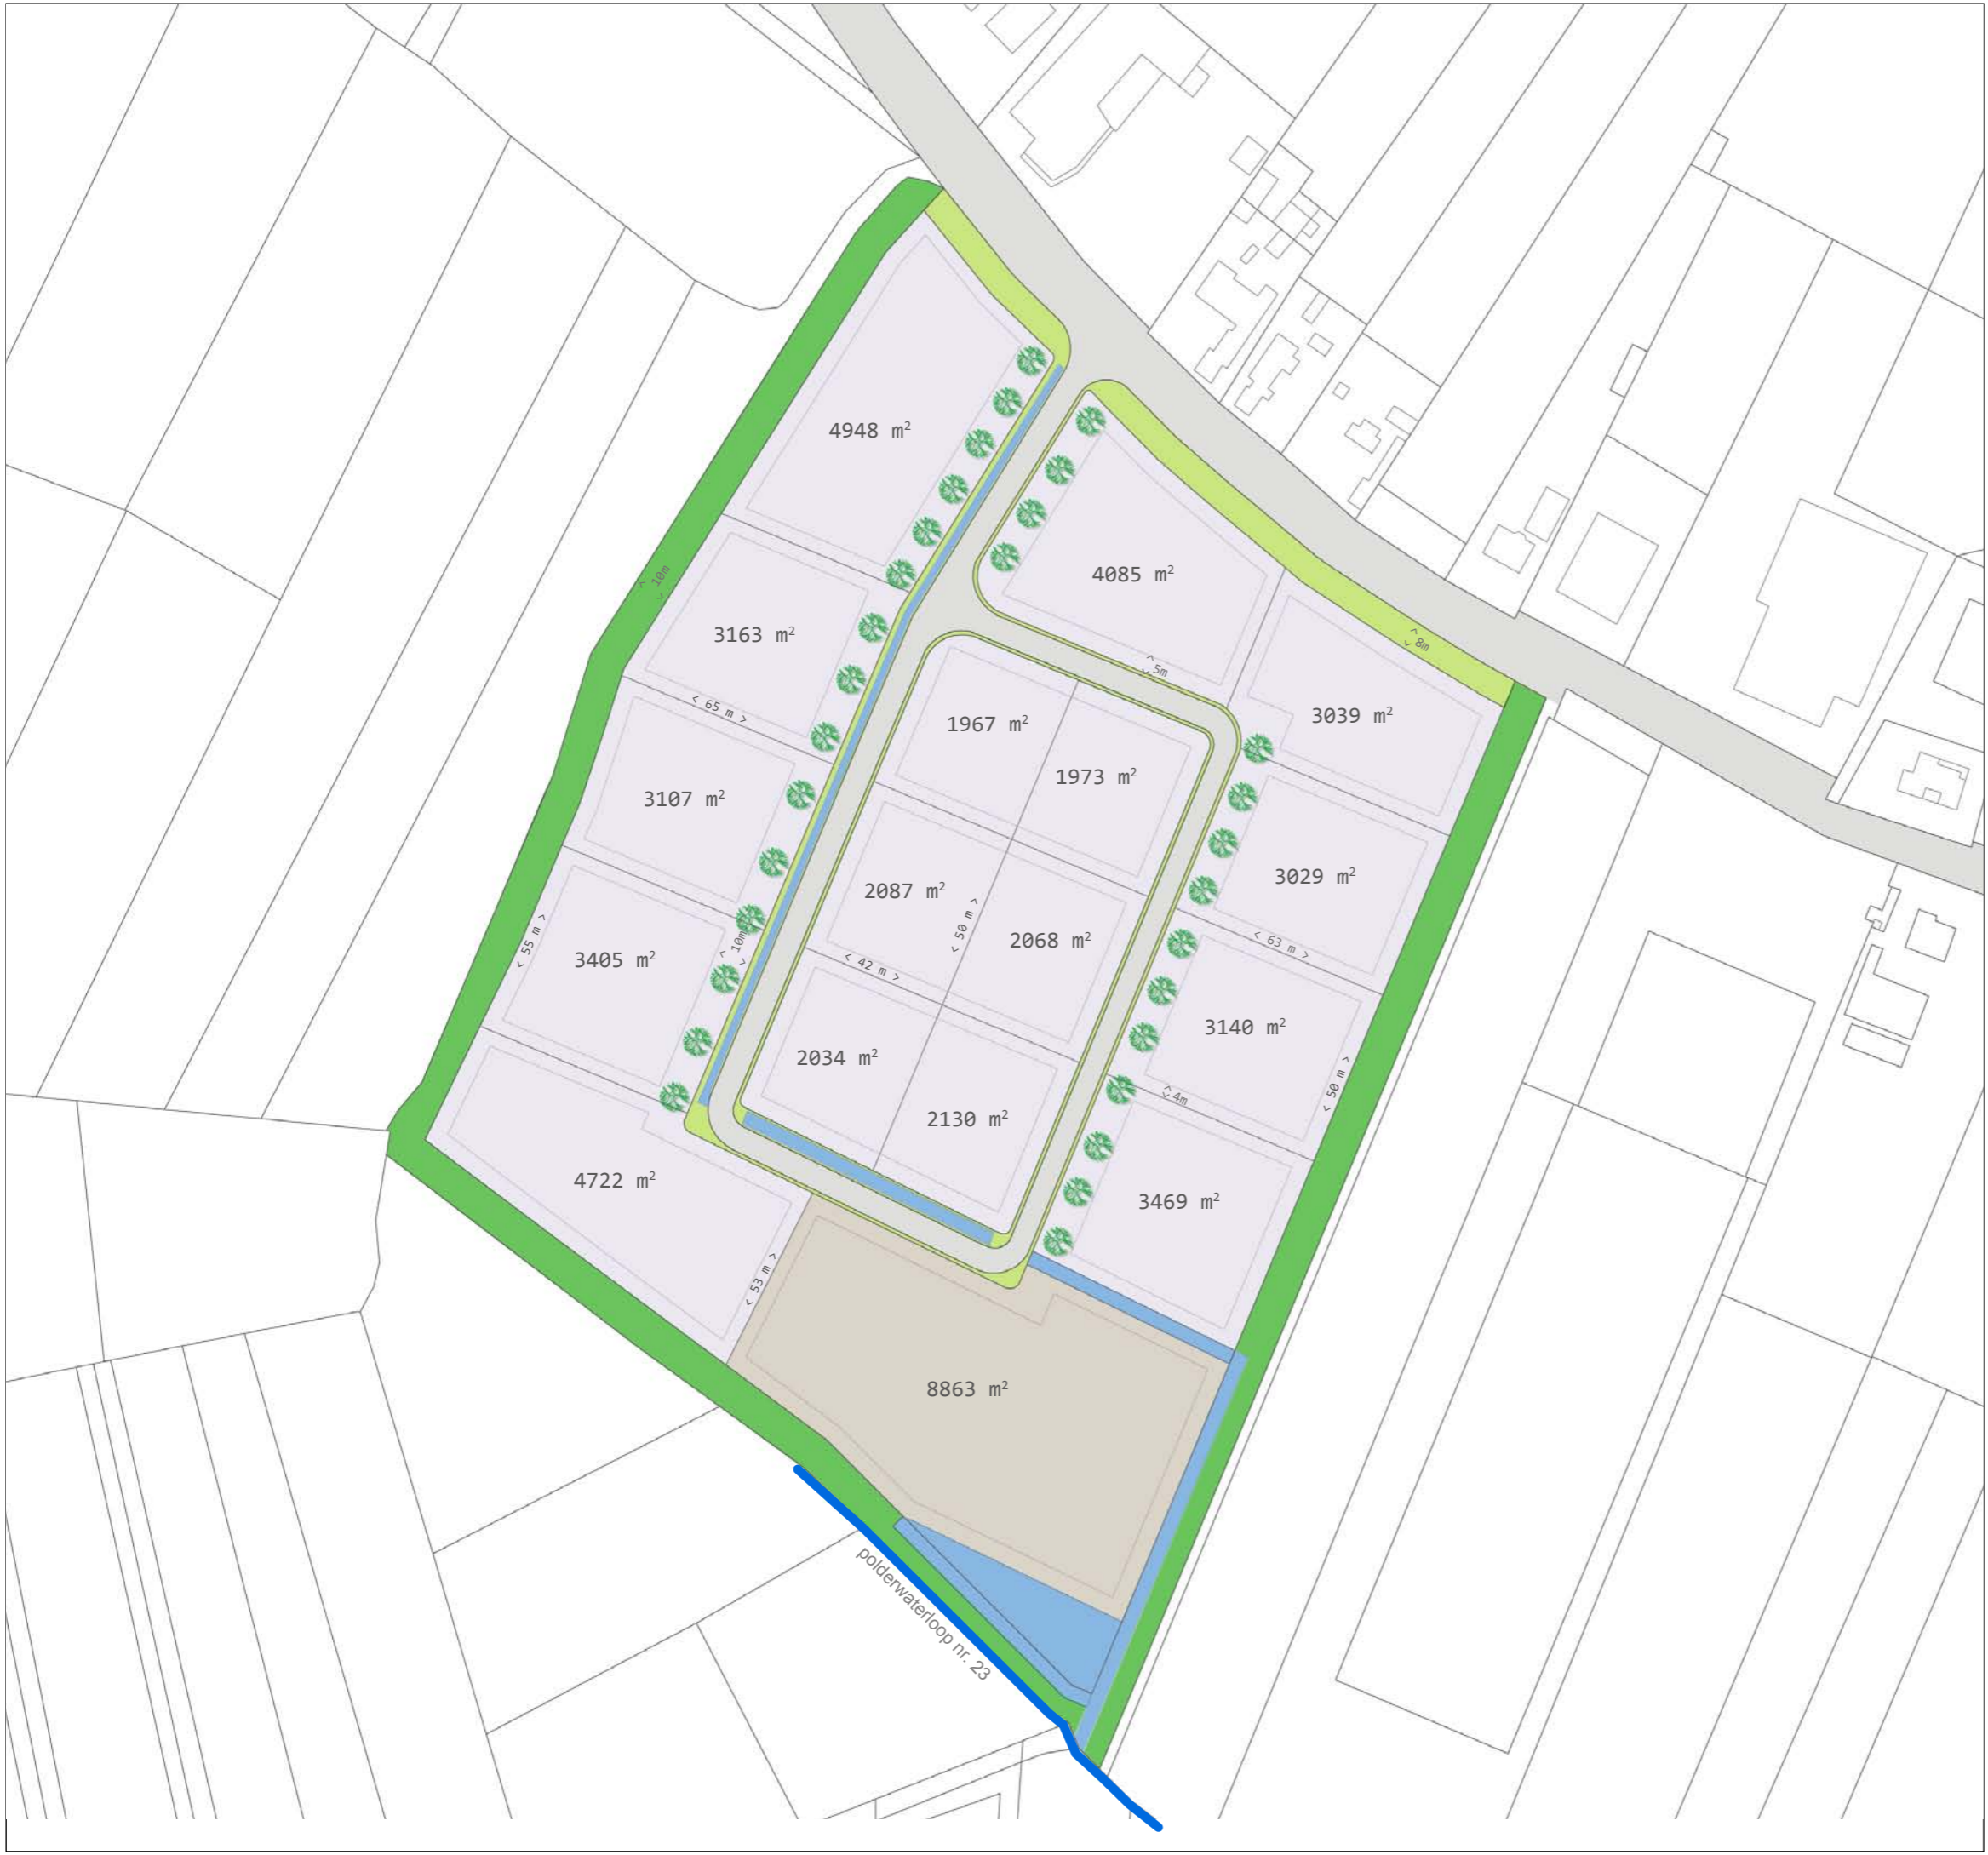 4948 m²
4085 m²
< 10m >
3163 m²
< 8m >
< 5m
< 65 m >
3039 m²
1967 m²
1973 m²
3107 m²
3029 m²
2087 m²
2068 m²
< 50 m >
< 55 m >
< 10m >
< 63 m >
3405 m²
< 42 m >
3140 m²
2034 m²
< 50 m >
< 4m
2130 m²
4722 m²
3469 m²
< 53 m >
8863 m²
polderwaterloop nr. 23